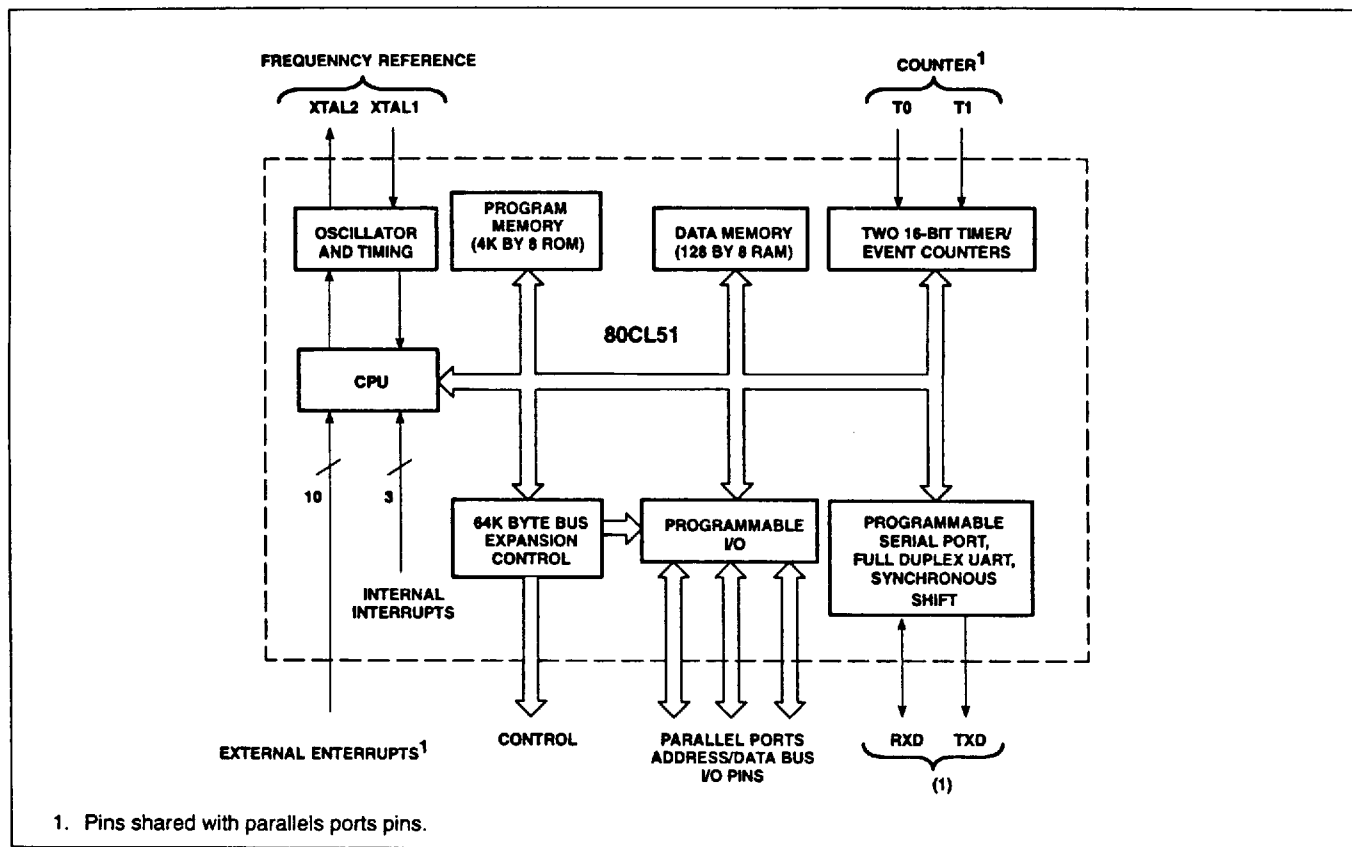 FREQUENNCY REFERENCE
COUNTER1
XTAL2 XTAL1
T0 T1
OSCILLATOR
AND TIMING
PROGRAM
MEMORY
(4K BY 8 ROM)
DATA MEMORY
(128 BY 8 RAM)
TWO 16-BIT TIMER/
EVENT COUNTERS
80CL51
CPU
10
3
64K BYTE BUS
EXPANSION
CONTROL
PROGRAMMABLE
I/O
PROGRAMMABLE
SERIAL PORT,
FULL DUPLEX UART,
SYNCHRONOUS
SHIFT
INTERNAL
INTERRUPTS
EXTERNAL ENTERRUPTS1
CONTROL
PARALLEL PORTS
ADDRESS/DATA BUS
I/O PINS
RXD TXD
(1)
1. Pins shared with parallels ports pins.